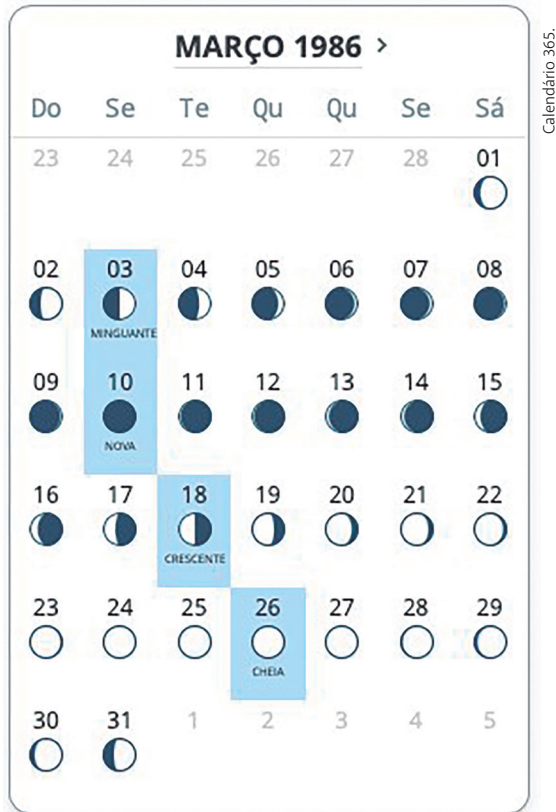 MARÇO 1986 >
Do Se Te Qu Qu Se Sá
23 24 25 26 27 28 01
02 03 04 05 06 07 08
MINGUANTE
09 10 11 12 13 14 15
NOVA
16 17 18 19 20 21 22
CRESCENTE
23 24 25 26 27 28 29
CHEIA
30 31 1 2 3 4 5
Calendário 365.